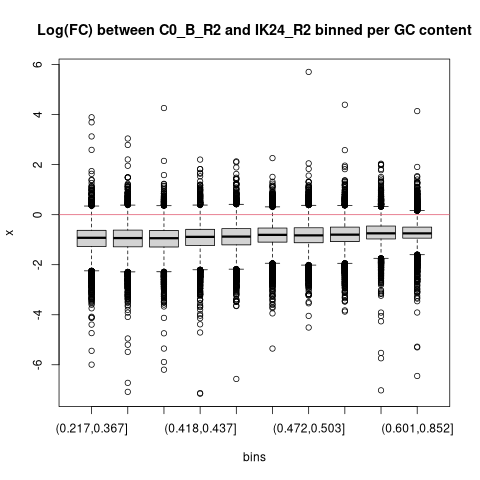 Log(FC) between C0_B_R2 and IK24_R2 binned per GC content
6
4
2
0
-2
-4
-6
x
(0.217,0.367] (0.418,0.437] (0.472,0.503] (0.601,0.852]
bins